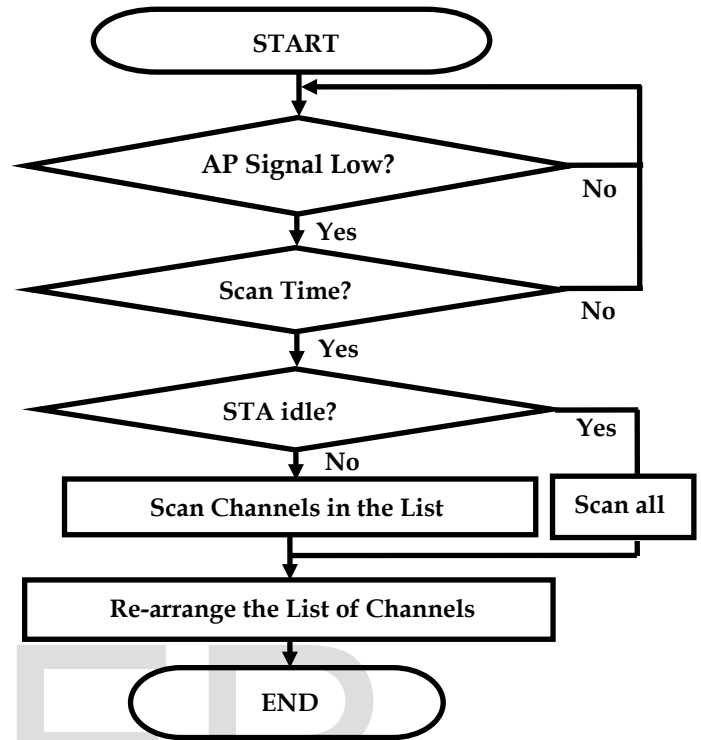 START
AP Signal Low?
No
Yes
Scan Time?
No
Yes
STA idle?
Yes
No
Scan Channels in the List
Scan all
Re-arrange the List of Channels
END